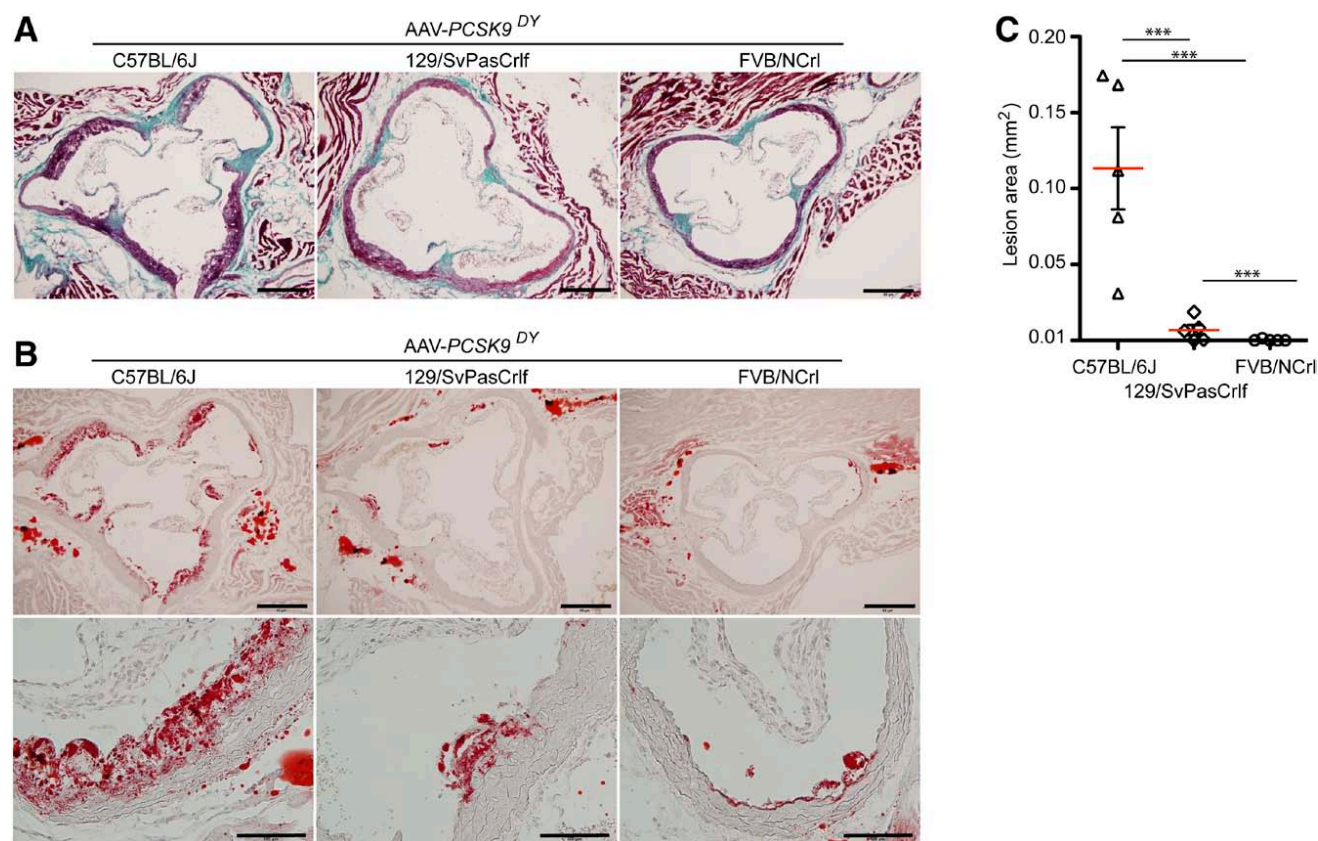 A
AAV-PCSK9 DY
C57BL/6J 129/SvPasCrlf FVB/NCrl
B
AAV-PCSK9 DY
C57BL/6J 129/SvPasCrlf FVB/NCrl
C
***
***
***
Lesion area (mm2)
0.20
0.15
0.10
0.05
0.01
C57BL/6J FVB/NCrl
129/SvPasCrlf